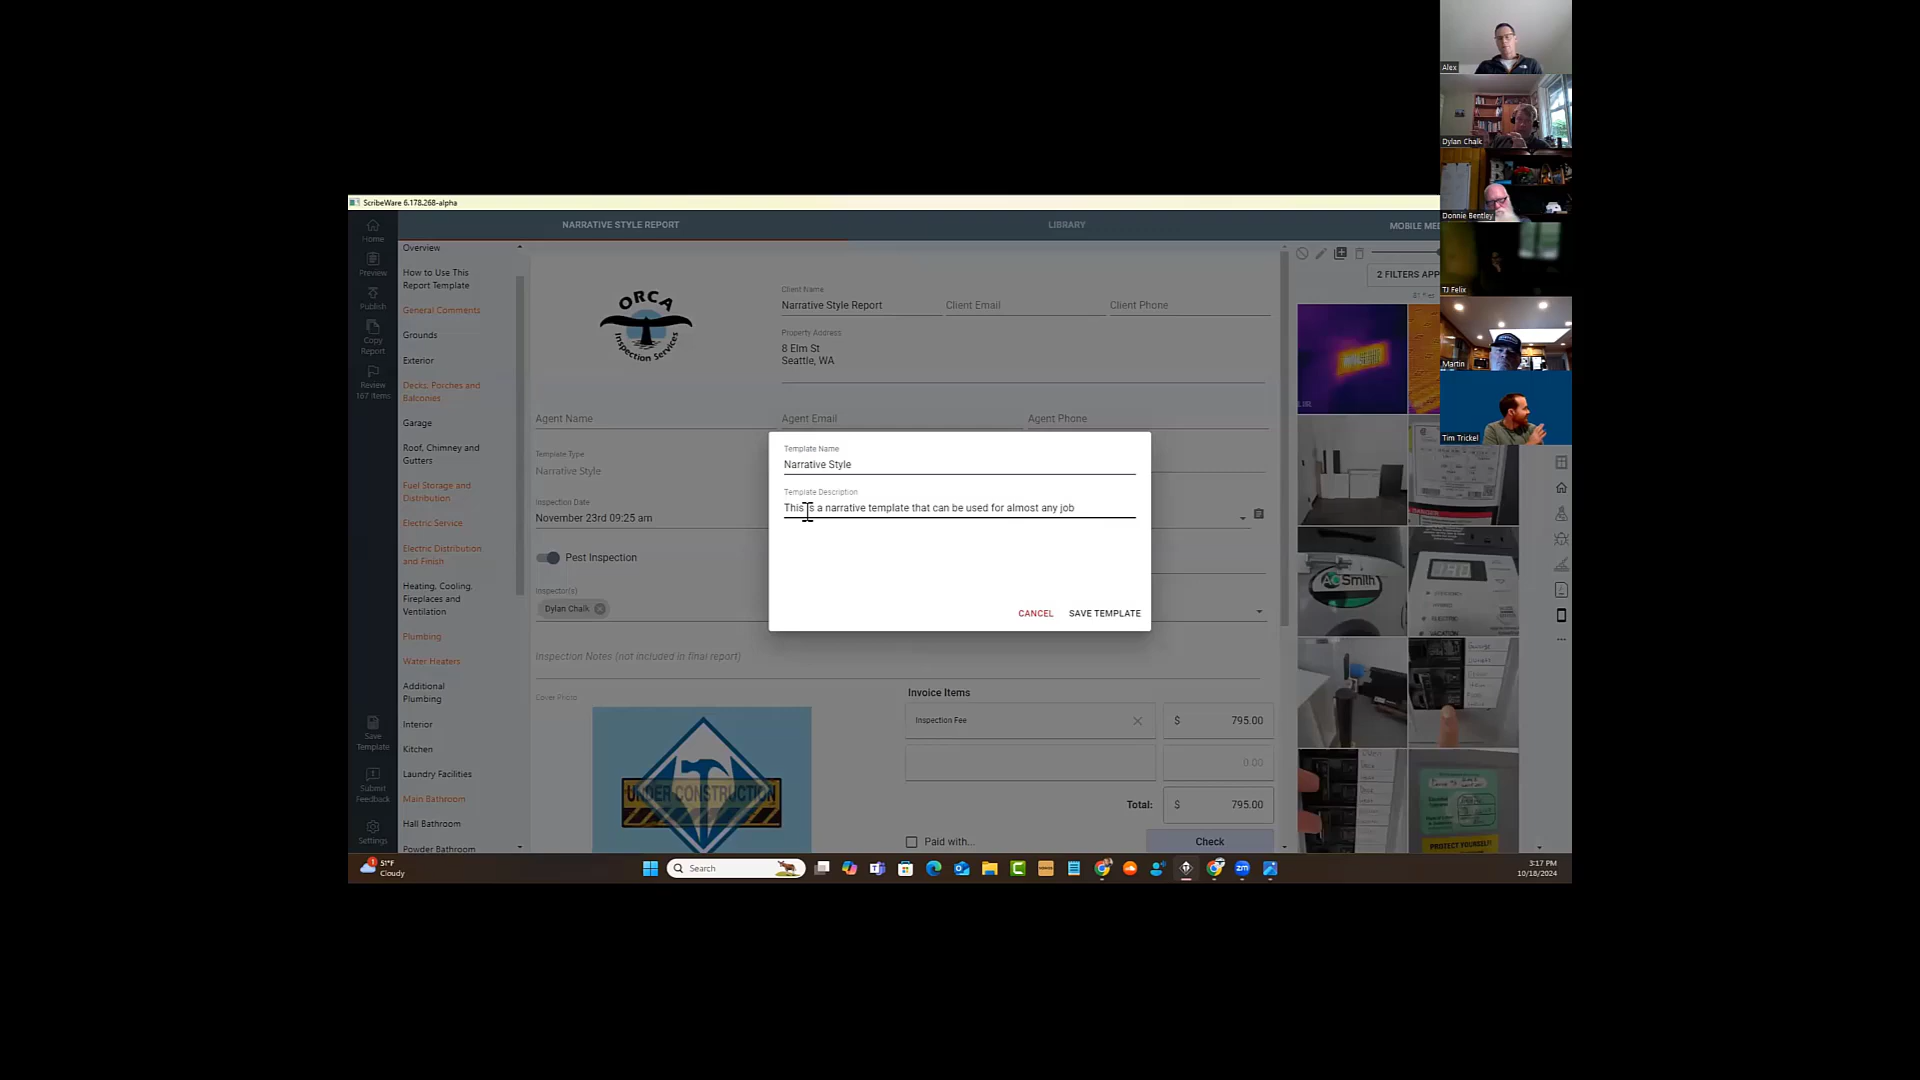 ScribeWare 6.178.268-alpha
NARRATIVE STYLE REPORT
LIBRARY
MOBILE MED
Home
Preview
Publish
Copy
Report
Review
167 Items
Save
Template
Submit
Feedback
Settings
Overview
How to Use This
Report Template
General Comments
Grounds
Exterior
Decks, Porches and
Balconies
Garage
Roof, Chimney and
Gutters
Fuel Storage and
Distribution
Electric Service
Electric Distribution
and Finish
Heating, Cooling,
Fireplaces and
Ventilation
Plumbing
Water Heaters
Additional
Plumbing
Interior
Kitchen
Laundry Facilities
Main Bathroom
Hall Bathroom
Powder Bathroom
ORCA
Inspection Services
Client Name
Narrative Style Report
Client Email
Client Phone
Property Address
8 Elm St
Seattle, WA
Agent Name
Agent Email
Agent Phone
Template Type
Narrative Style
Inspection Date
November 23rd 09:25 am
Pest Inspection
Inspector(s)
Dylan Chalk
Inspection Notes (not included in final report)
Cover Photo
UNDER CONSTRUCTION
Template Name
Narrative Style
Template Description
This is a narrative template that can be used for almost any job
CANCEL
SAVE TEMPLATE
Invoice Items
Inspection Fee
$ 795.00
0.00
Total:
$ 795.00
Paid with...
Check
2 FILTERS APP
AOSmith
VACATION
PROTECT YOURSELF!
Alex
Dylan Chalk
Donnie Bentley
TJ Felix
Martin
Tim Trickel
1
51°F
Cloudy
Search
zm
3:17 PM
10/18/2024